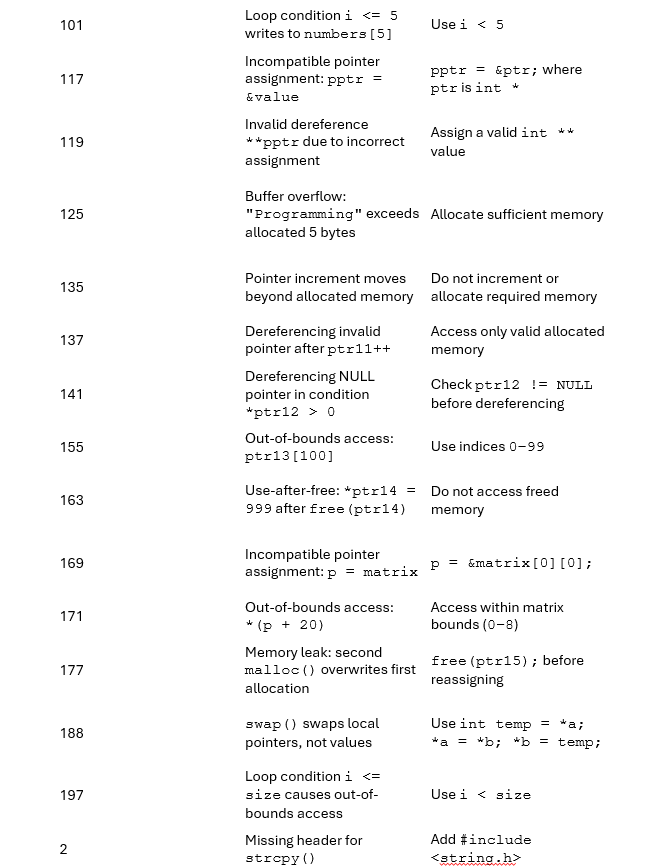 101
Loop condition i <= 5
writes to numbers[5]
Use i < 5
117
Incompatible pointer
assignment: pptr =
&value
pptr = &ptr; where
ptr is int *
119
Invalid dereference
**pptr due to incorrect
assignment
Assign a valid int **
value
125
Buffer overflow:
"Programming" exceeds
allocated 5 bytes
Allocate sufficient memory
135
Pointer increment moves
beyond allocated memory
Do not increment or
allocate required memory
137
Dereferencing invalid
pointer after ptr11++
Access only valid allocated
memory
141
Dereferencing NULL
pointer in condition
*ptr12 > 0
Check ptr12 != NULL
before dereferencing
155
Out-of-bounds access:
ptr13[100]
Use indices 0–99
163
Use-after-free: *ptr14 =
999 after free(ptr14)
Do not access freed
memory
169
Incompatible pointer
assignment: p = matrix
p = &matrix[0][0];
171
Out-of-bounds access:
*(p + 20)
Access within matrix
bounds (0–8)
177
Memory leak: second
malloc() overwrites first
allocation
free(ptr15); before
reassigning
188
swap() swaps local
pointers, not values
Use int temp = *a;
*a = *b; *b = temp;
197
Loop condition i <=
size causes out-of-
bounds access
Use i < size
2
Missing header for
strcpy()
Add #include
<string.h>